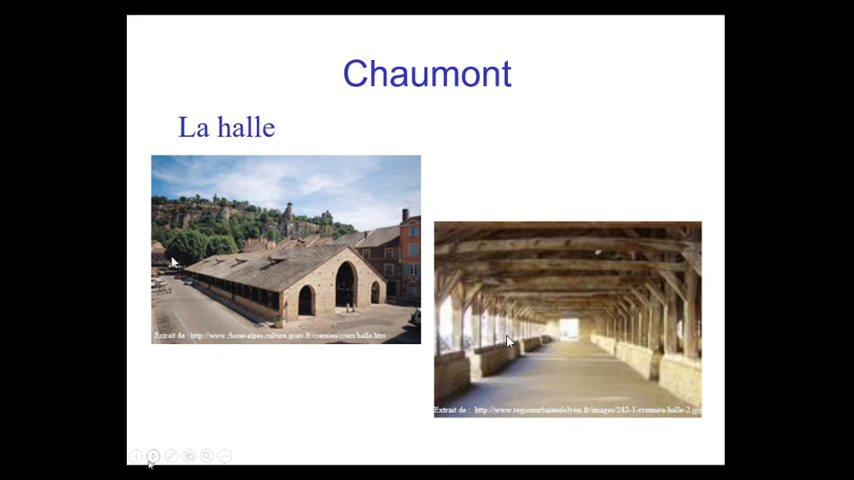 Chaumont
La halle
Extrait de : http://www.rhone-alpes.culture.gouv.fr/cremieu-crem/halle.htm
Extrait de : http://www.regionurbainedelyon.fr/images/282-1-cremieu-halle-2.jpg